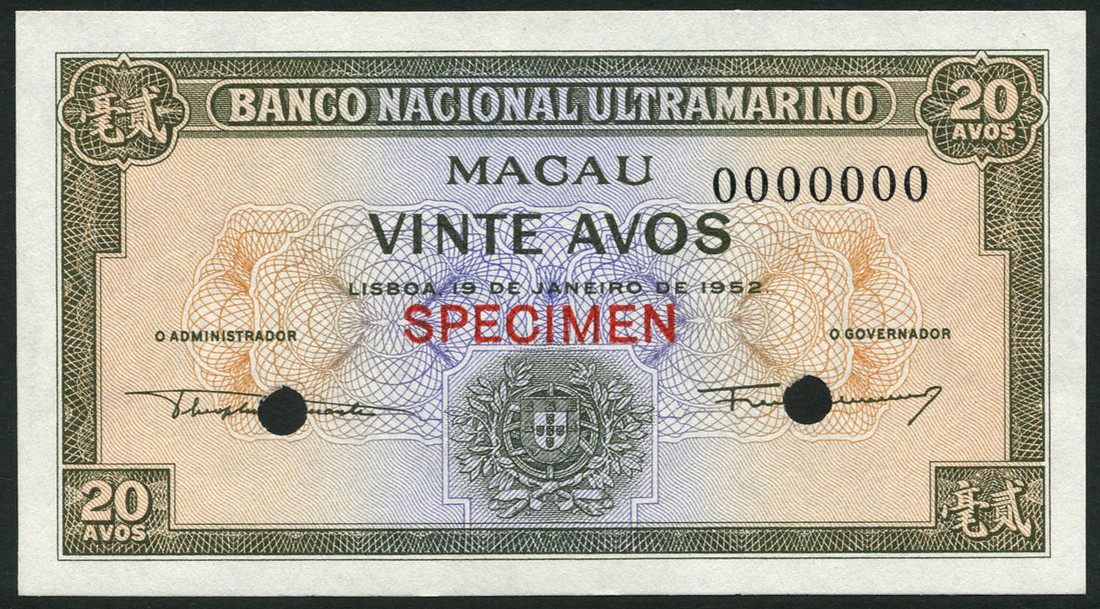 毫貳
BANCO NACIONAL ULTRAMARINO
20
AVOS
MACAU
0000000
VINTE AVOS
LISBOA 19 DE JANEIRO DE 1952
SPECIMEN
O ADMINISTRADOR
O GOVERNADOR
20
AVOS
毫貳